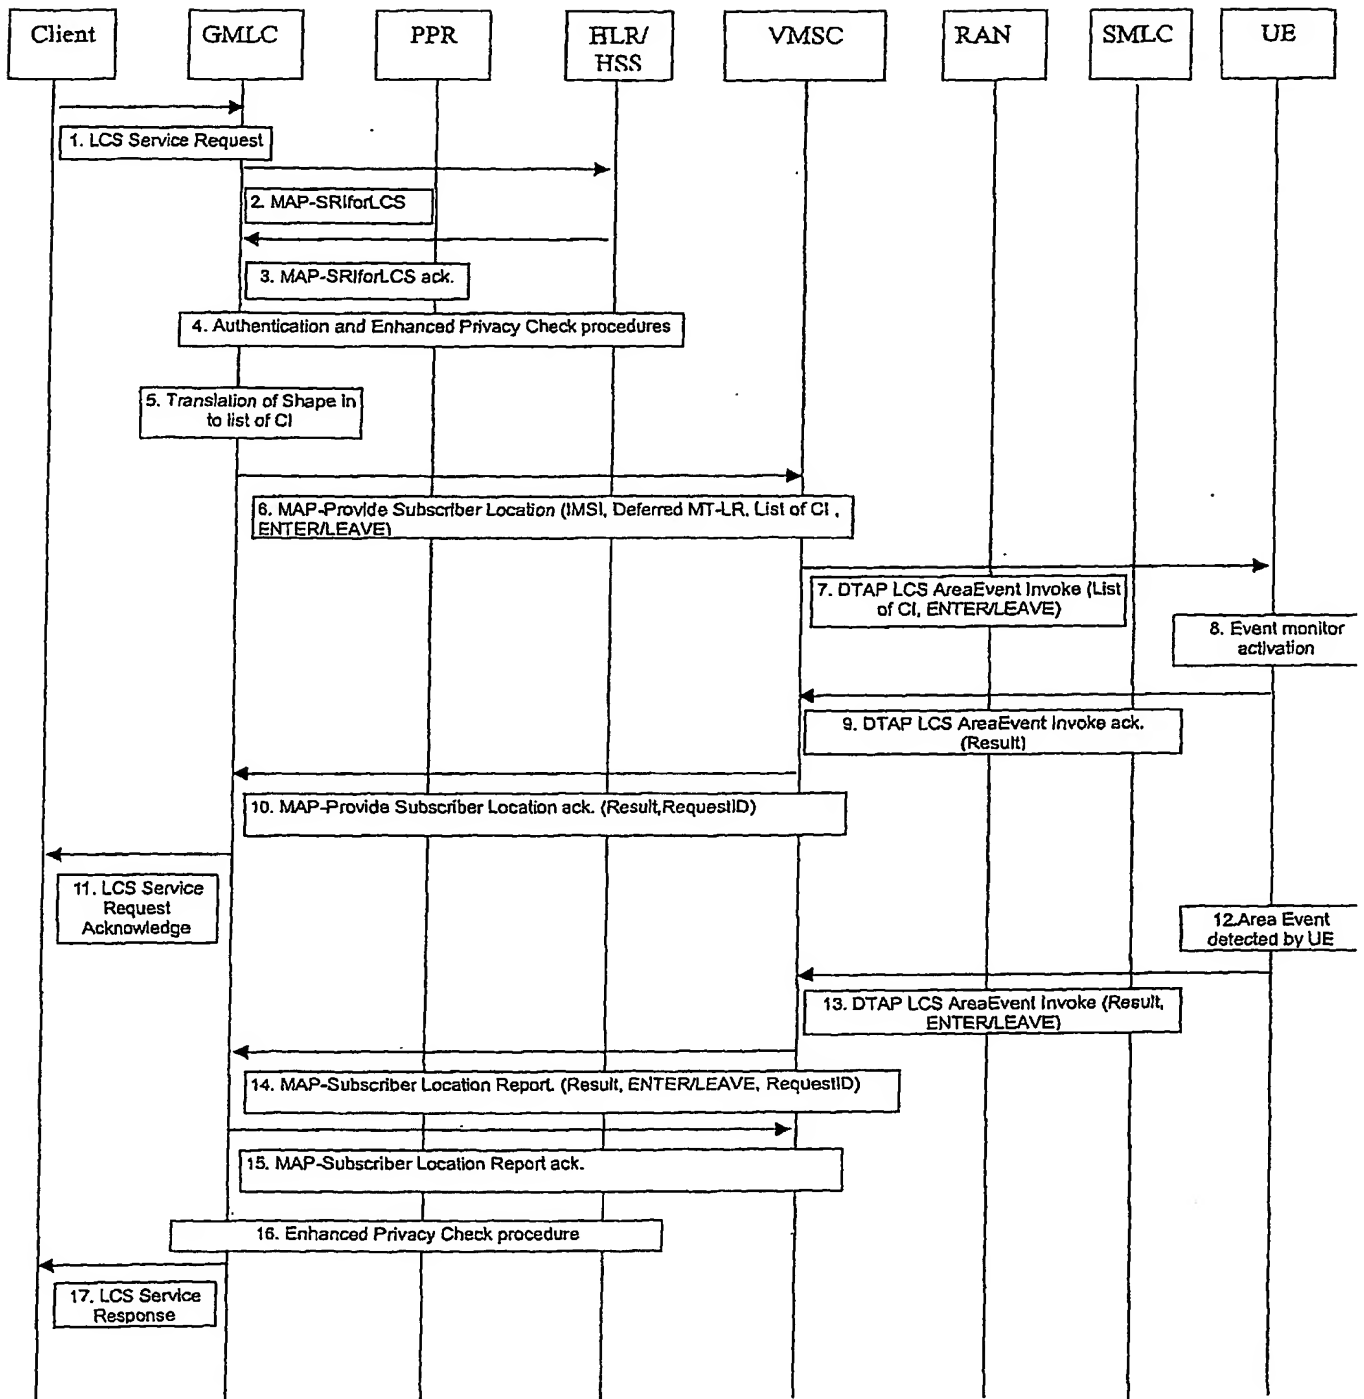 Client GMLC PPR HLR/ VMSC RAN SMLC UE
HSS
1. LCS Service Request
2. MAP-SRIforLCS
3. MAP-SRIforLCS ack.
4. Authentication and Enhanced Privacy Check procedures
5. Translation of Shape in
to list of CI
6. MAP-Provide Subscriber Location (IMSI, Deferred MT-LR, List of CI ,
ENTER/LEAVE)
7. DTAP LCS AreaEvent Invoke (List
of CI, ENTER/LEAVE)
8. Event monitor
activation
9. DTAP LCS AreaEvent Invoke ack.
(Result)
10. MAP-Provide Subscriber Location ack. (Result,RequestID)
11. LCS Service
Request
Acknowledge
12.Area Event
detected by UE
13. DTAP LCS AreaEvent Invoke (Result,
ENTER/LEAVE)
14. MAP-Subscriber Location Report. (Result, ENTER/LEAVE, RequestID)
15. MAP-Subscriber Location Report ack.
16. Enhanced Privacy Check procedure
17. LCS Service
Response